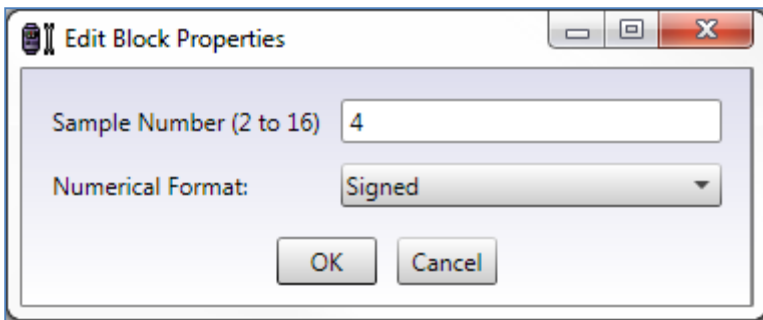 Edit Block Properties
Sample Number (2 to 16) 4
Numerical Format: Signed
OK Cancel